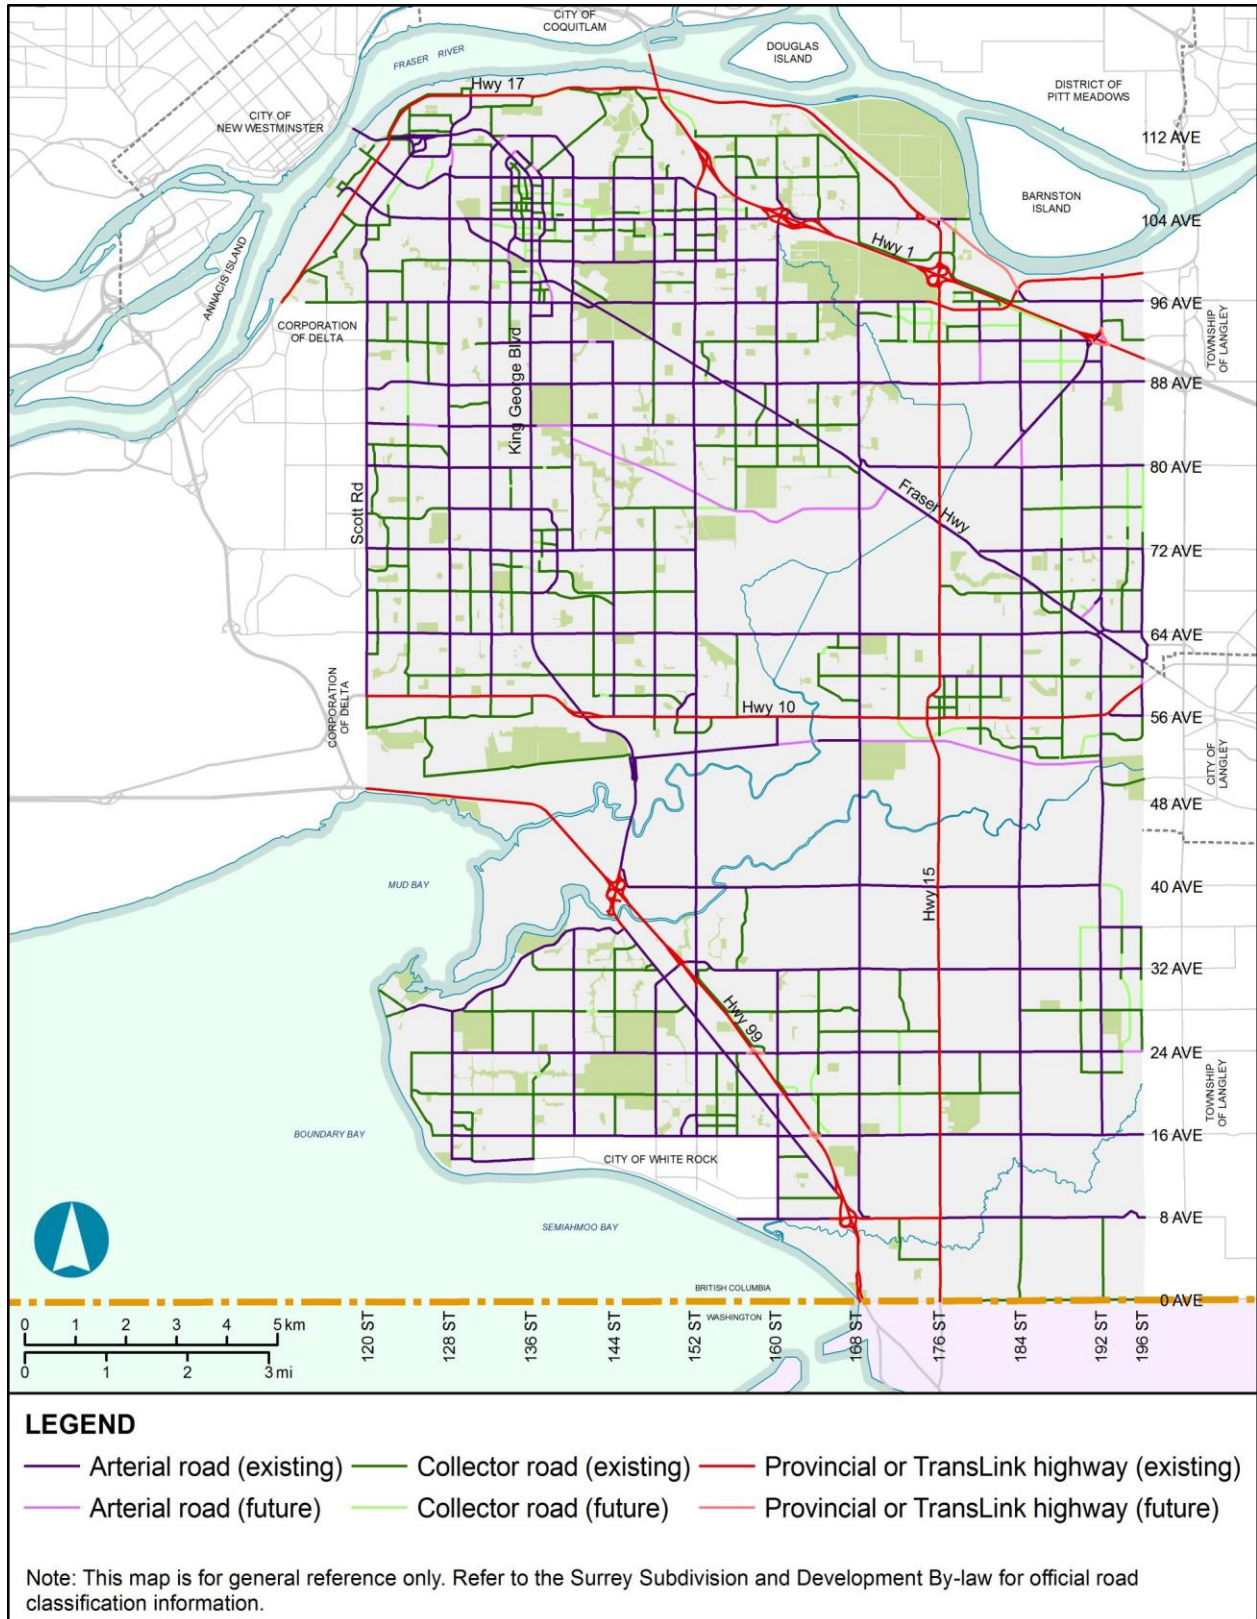 CITY OF
COQUITLAM
DOUGLAS
ISLAND
FRASER RIVER
Hwy 17
DISTRICT OF
PITT MEADOWS
CITY OF
NEW WESTMINSTER
112 AVE
BARNSTON
ISLAND
104 AVE
Hwy 1
ANNACIS ISLAND
96 AVE
CORPORATION
OF DELTA
TOWNSHIP
OF LANGLEY
King George Blvd
88 AVE
80 AVE
Scott Rd
Fraser Hwy
72 AVE
64 AVE
CORPORATION
OF DELTA
Hwy 10
56 AVE
CITY OF
LANGLEY
48 AVE
MUD BAY
Hwy 15
40 AVE
32 AVE
Hwy 99
24 AVE
TOWNSHIP
OF LANGLEY
BOUNDARY BAY
16 AVE
CITY OF WHITE ROCK
SEMIAHMOO BAY
8 AVE
BRITISH COLUMBIA
0 AVE
WASHINGTON
0 1 2 3 4 5 km
0 1 2 3 mi
120 ST
128 ST
136 ST
144 ST
152 ST
160 ST
168 ST
176 ST
184 ST
192 ST
196 ST
LEGEND
Arterial road (existing) Collector road (existing) Provincial or TransLink highway (existing)
Arterial road (future) Collector road (future) Provincial or TransLink highway (future)
Note: This map is for general reference only. Refer to the Surrey Subdivision and Development By-law for official road
classification information.